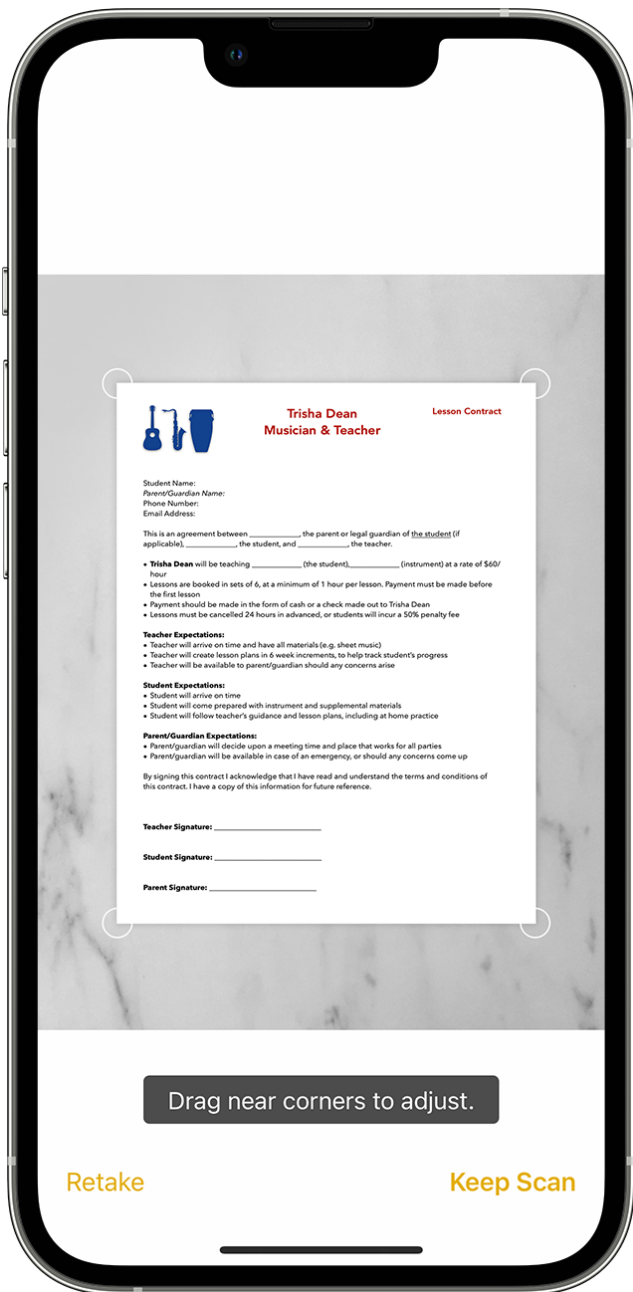 Trisha Dean
Musician & Teacher
Lesson Contract
Student Name:
Parent/Guardian Name:
Phone Number:
Email Address:
This is an agreement between ____________, the parent or legal guardian of the student (if
applicable), ____________, the student, and ____________, the teacher.
• Trisha Dean will be teaching ____________ (the student),____________ (instrument) at a rate of $60/
hour
• Lessons are booked in sets of 6, at a minimum of 1 hour per lesson. Payment must be made before
the first lesson
• Payment should be made in the form of cash or a check made out to Trisha Dean
• Lessons must be cancelled 24 hours in advanced, or students will incur a 50% penalty fee
Teacher Expectations:
• Teacher will arrive on time and have all materials (e.g. sheet music)
• Teacher will create lesson plans in 6 week increments, to help track student's progress
• Teacher will be available to parent/guardian should any concerns arise
Student Expectations:
• Student will arrive on time
• Student will come prepared with instrument and supplemental materials
• Student will follow teacher's guidance and lesson plans, including at home practice
Parent/Guardian Expectations:
• Parent/guardian will decide upon a meeting time and place that works for all parties
• Parent/guardian will be available in case of an emergency, or should any concerns come up
By signing this contract I acknowledge that I have read and understand the terms and conditions of
this contract. I have a copy of this information for future reference.
Teacher Signature: ____________
Student Signature: ____________
Parent Signature: ____________
Drag near corners to adjust.
Retake
Keep Scan